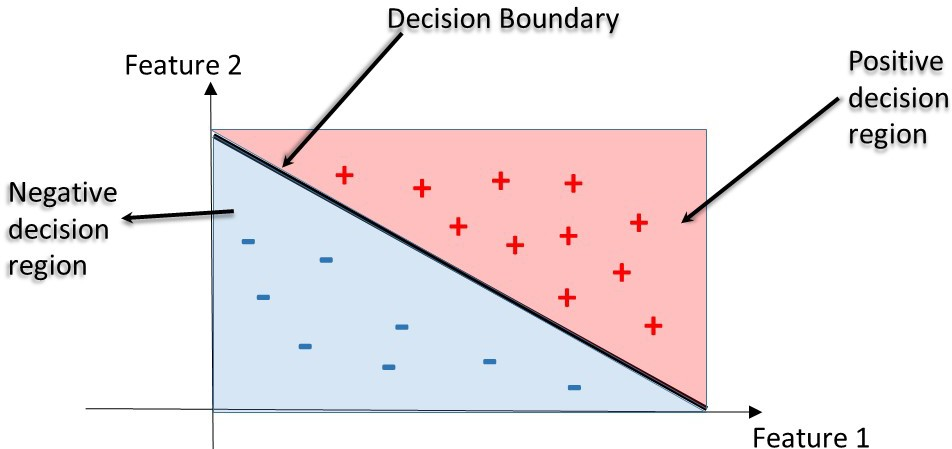 Decision Boundary
Feature 2
Positive
decision
region
Negative
decision
region
Feature 1